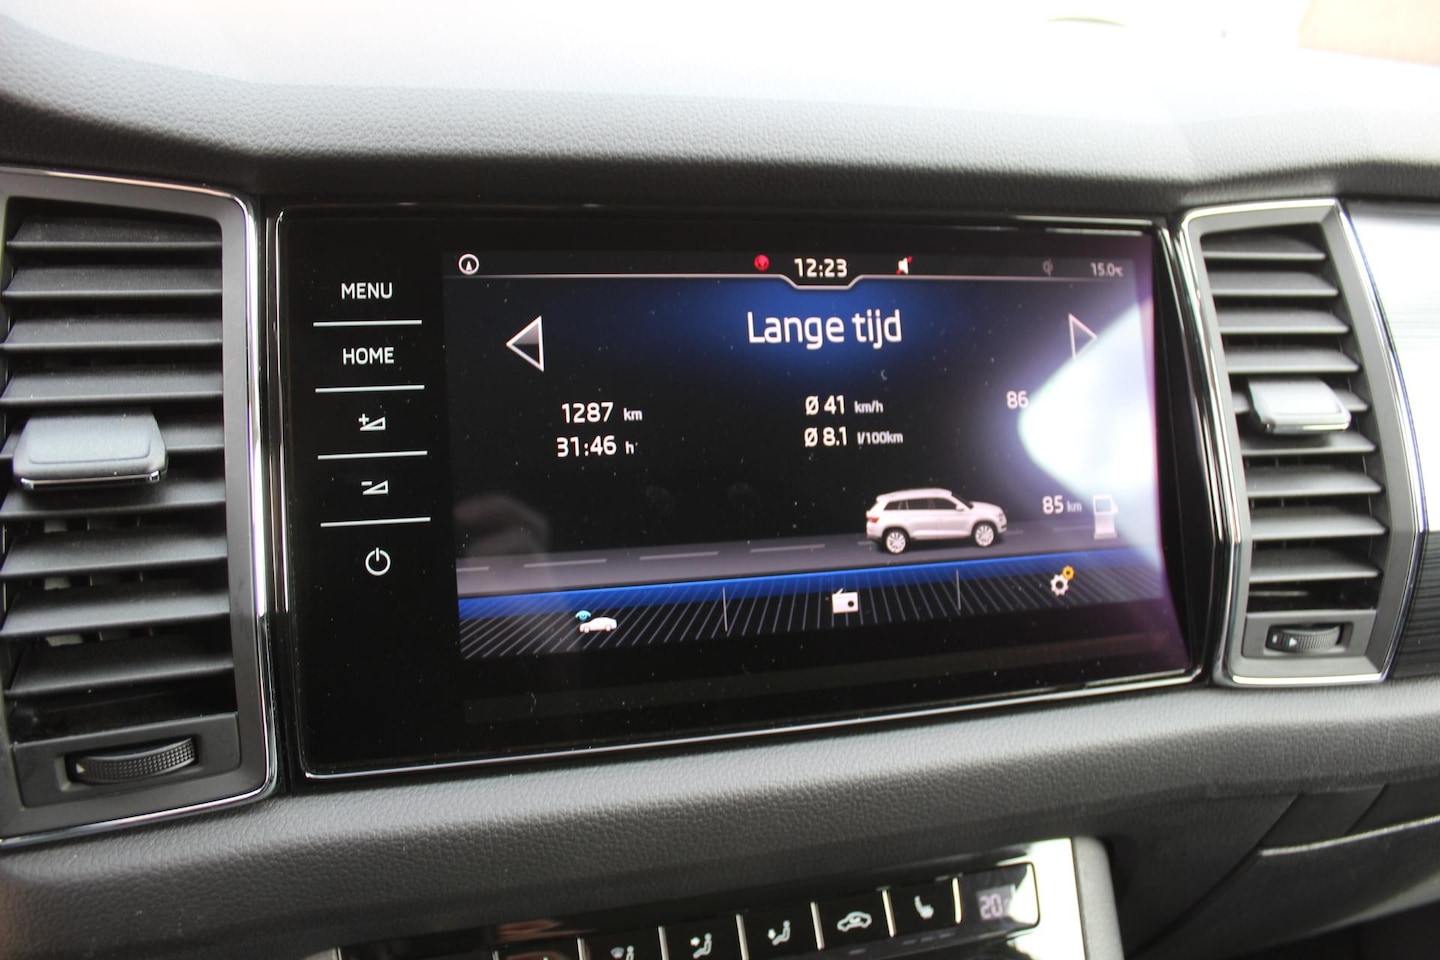 12:23
15.0°c
MENU
HOME
Lange tijd
1287 km
Ø 41 km/h
86
31:46 h
Ø 8.1 l/100km
85 km